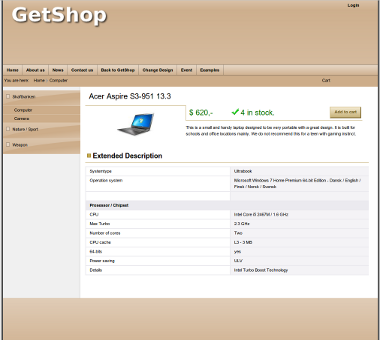 Login
GetShop
Home About us News Contact us Back to GetShop Change Design Event Examples
You are here: Home Computer Cart
Skolbunkes
Computer
Camera
Nature / Sport
Weapon
Acer Aspire S3-951 13.3
$ 620,- 4 in stock. Add to cart
This is a small and handy laptop designed to be very portable with a great design. It is built for
schools and office locations mainly. We do not recommend this for a teen with gaming instinct.
Extended Description
Systemtype Ultrabook
Operation system Microsoft Windows 7 Home Premium 64-bit Edition - Dansk / English /
Finsk / Norsk / Svensk
Processor / Chipset
CPU Intel Core i3 2367M / 1.6 GHz
Max Turbo 2.3 GHz
Number of cores Two
CPU cache L3 - 3 MB
64-bits yes
Power saving ULV
Details Intel Turbo Boost Technology